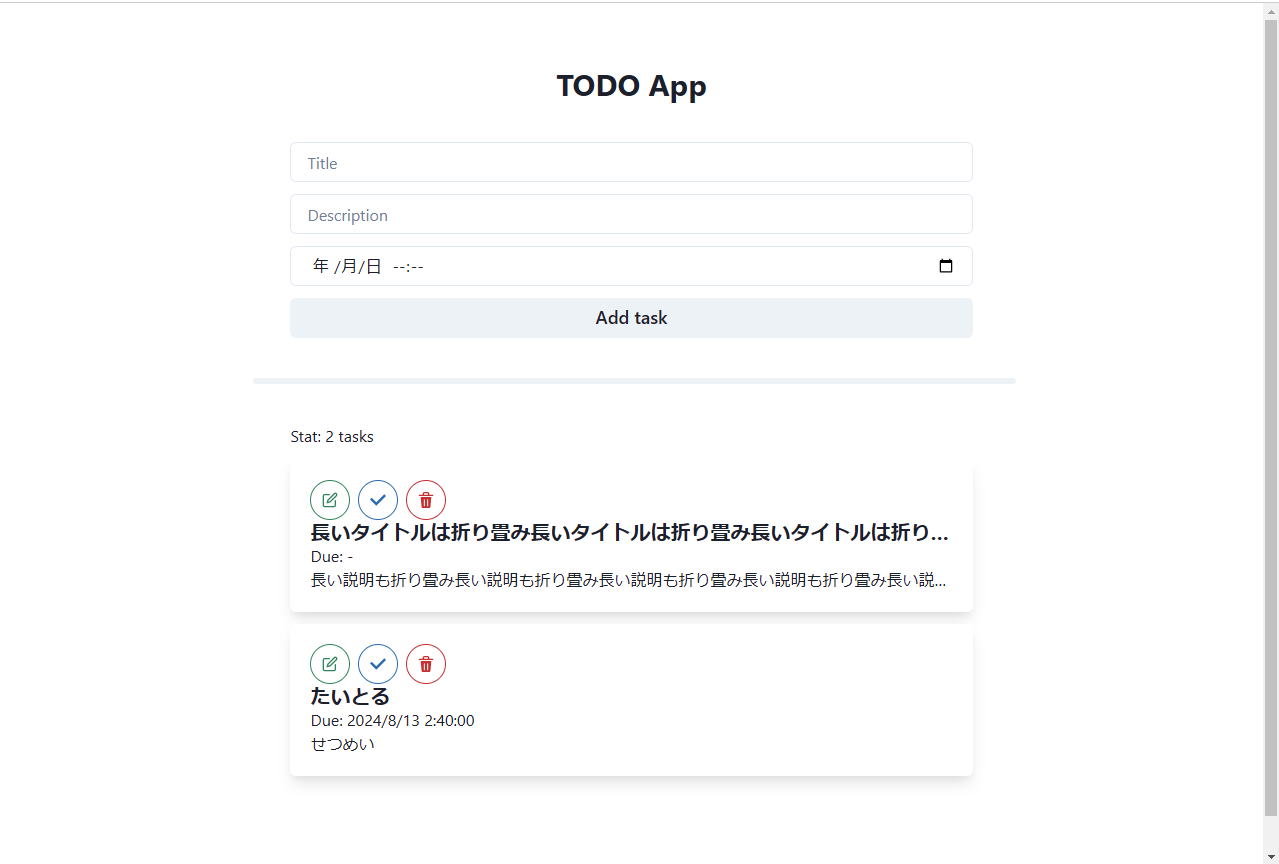 TODO App
Title
Description
年 /月/日 --:--
Add task
Stat: 2 tasks
長いタイトルは折り畳み長いタイトルは折り畳み長いタイトルは折り...
Due: -
長い説明も折り畳み長い説明も折り畳み長い説明も折り畳み長い説明も折り畳み長い説...
たいとる
Due: 2024/8/13 2:40:00
せつめい